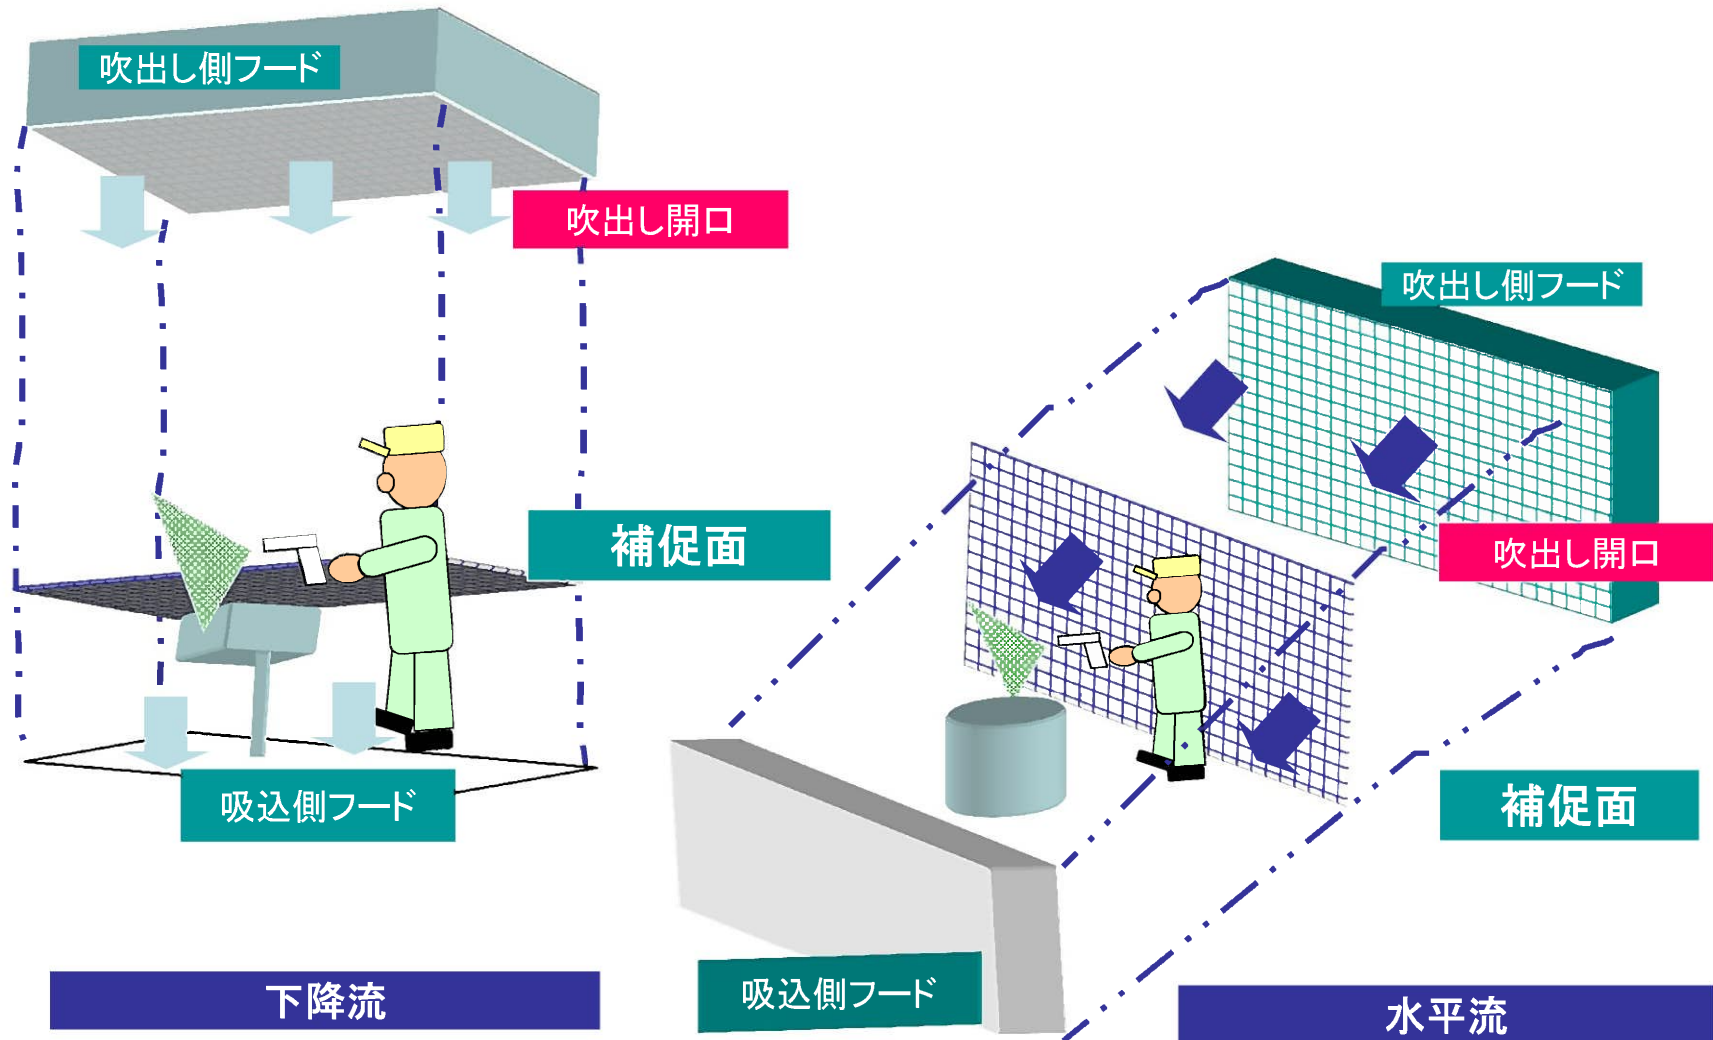 吹出し側フード
吹出し開口
補促面
吸込側フード
下降流
吹出し側フード
吹出し開口
補促面
吸込側フード
水平流